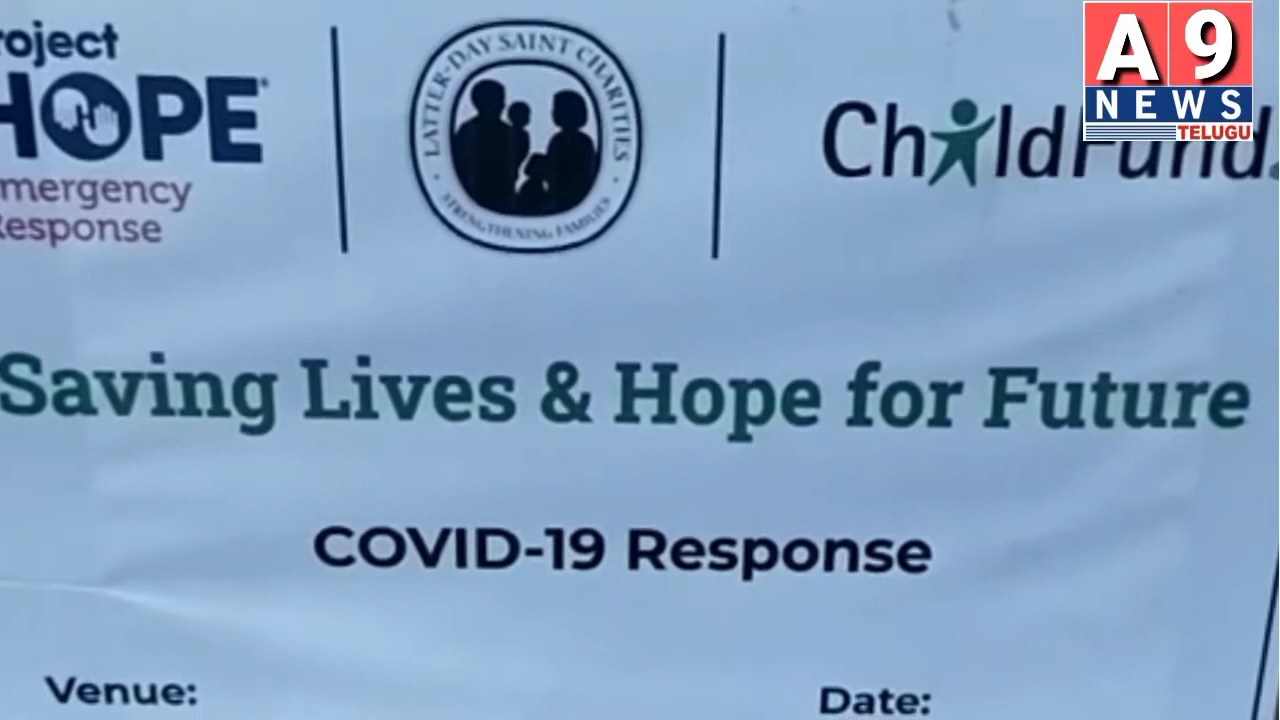 roject
HOPE
mergency
Response
LATTER-DAY SAINT CHARITIES
STRENGTHENING FAMILIES
ChildFund
A9
NEWS
TELUGU
Saving Lives & Hope for Future
COVID-19 Response
Venue:
Date: